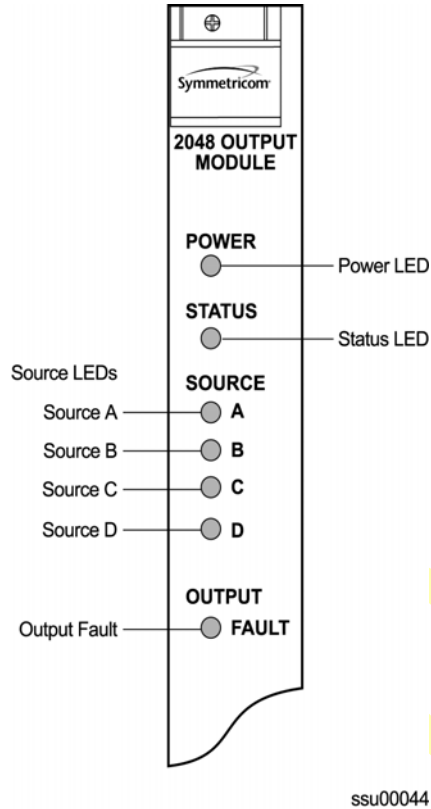 Symmetricom
2048 OUTPUT
MODULE
POWER
Power LED
STATUS
Status LED
Source LEDs
SOURCE
Source A
A
Source B
B
Source C
C
Source D
D
OUTPUT
Output Fault
FAULT
ssu00044